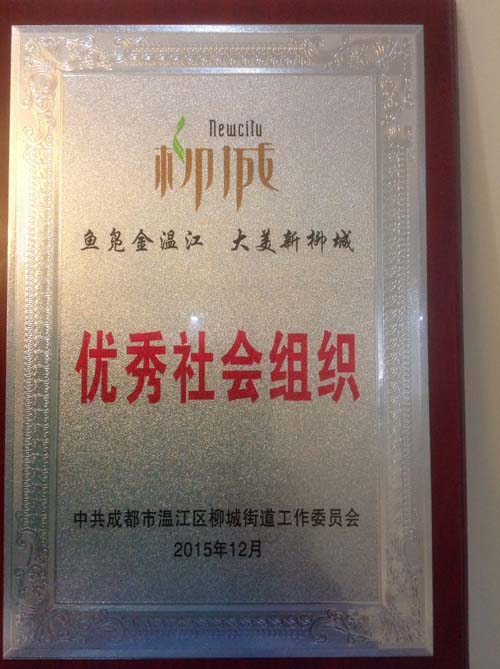 Newcitu
柳城
鱼凫金温江 大美新柳城
优秀社会组织
中共成都市温江区柳城街道工作委员会
2015年12月